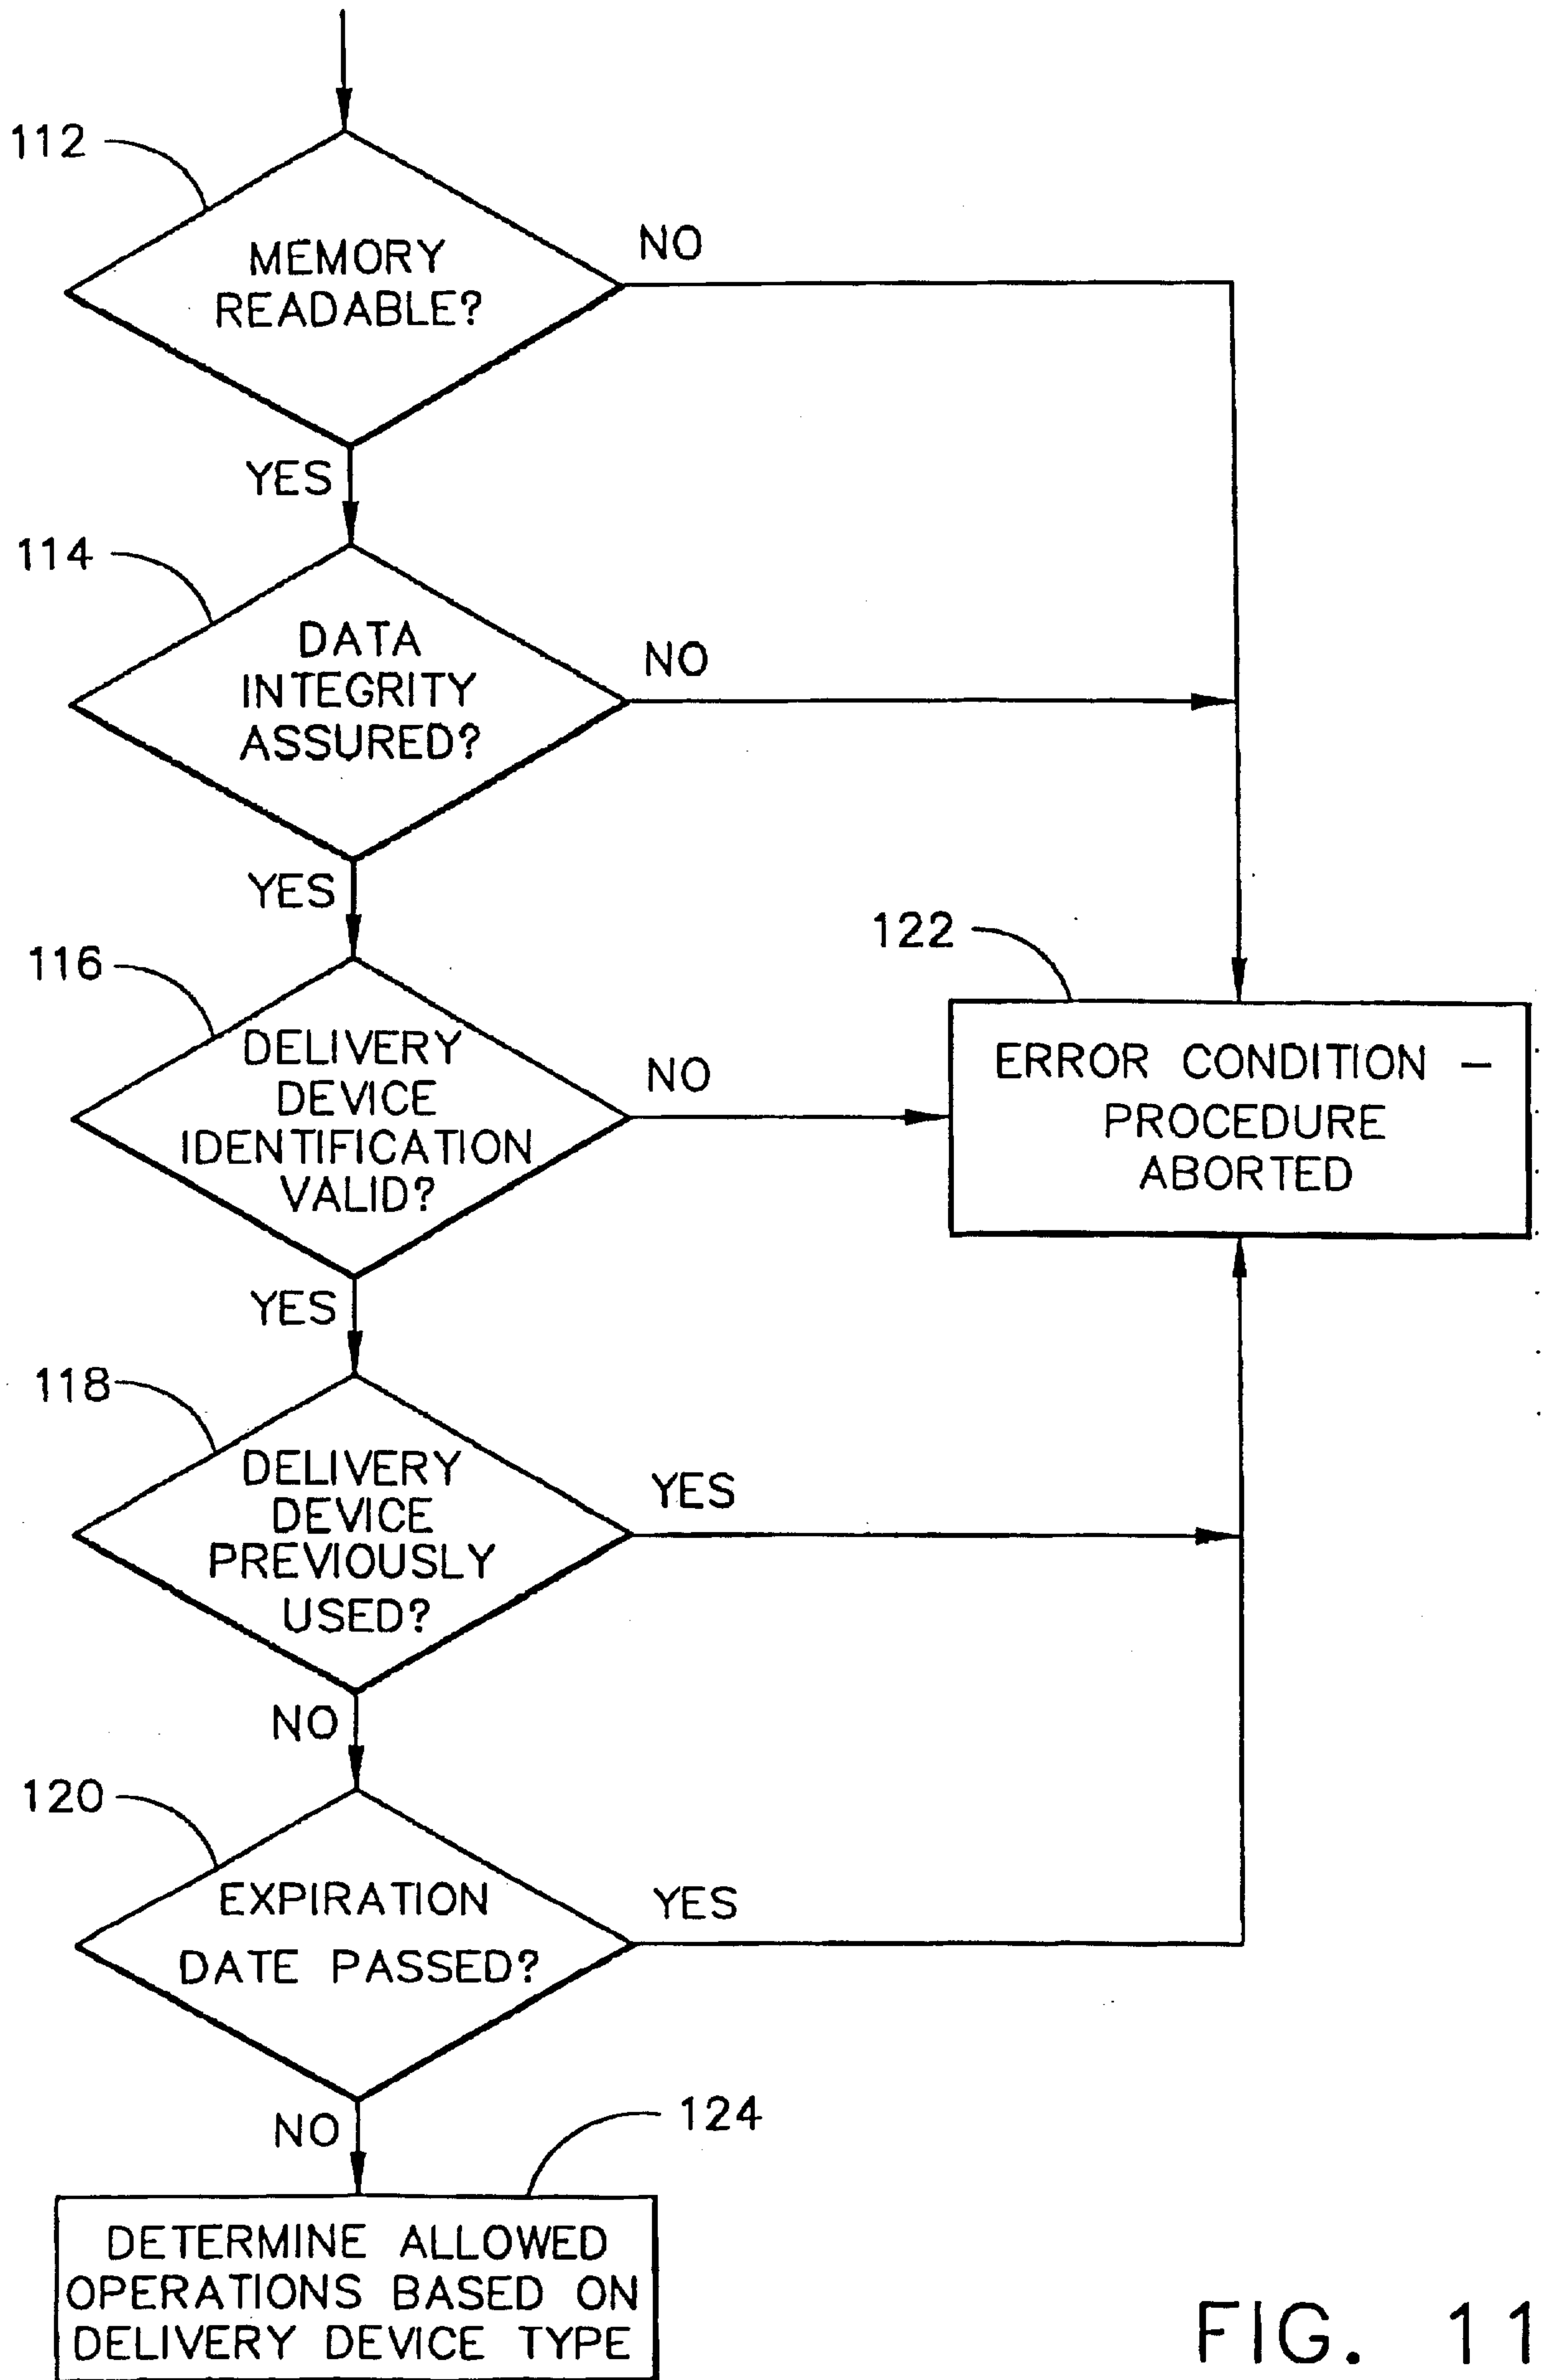 112
MEMORY
READABLE?
NO
YES
114
DATA
INTEGRITY
ASSURED?
NO
YES
116
DELIVERY
DEVICE
IDENTIFICATION
VALID?
NO
122
ERROR CONDITION –
PROCEDURE
ABORTED
YES
118
DELIVERY
DEVICE
PREVIOUSLY
USED?
YES
NO
120
EXPIRATION
DATE PASSED?
YES
NO
124
DETERMINE ALLOWED
OPERATIONS BASED ON
DELIVERY DEVICE TYPE
FIG. 11